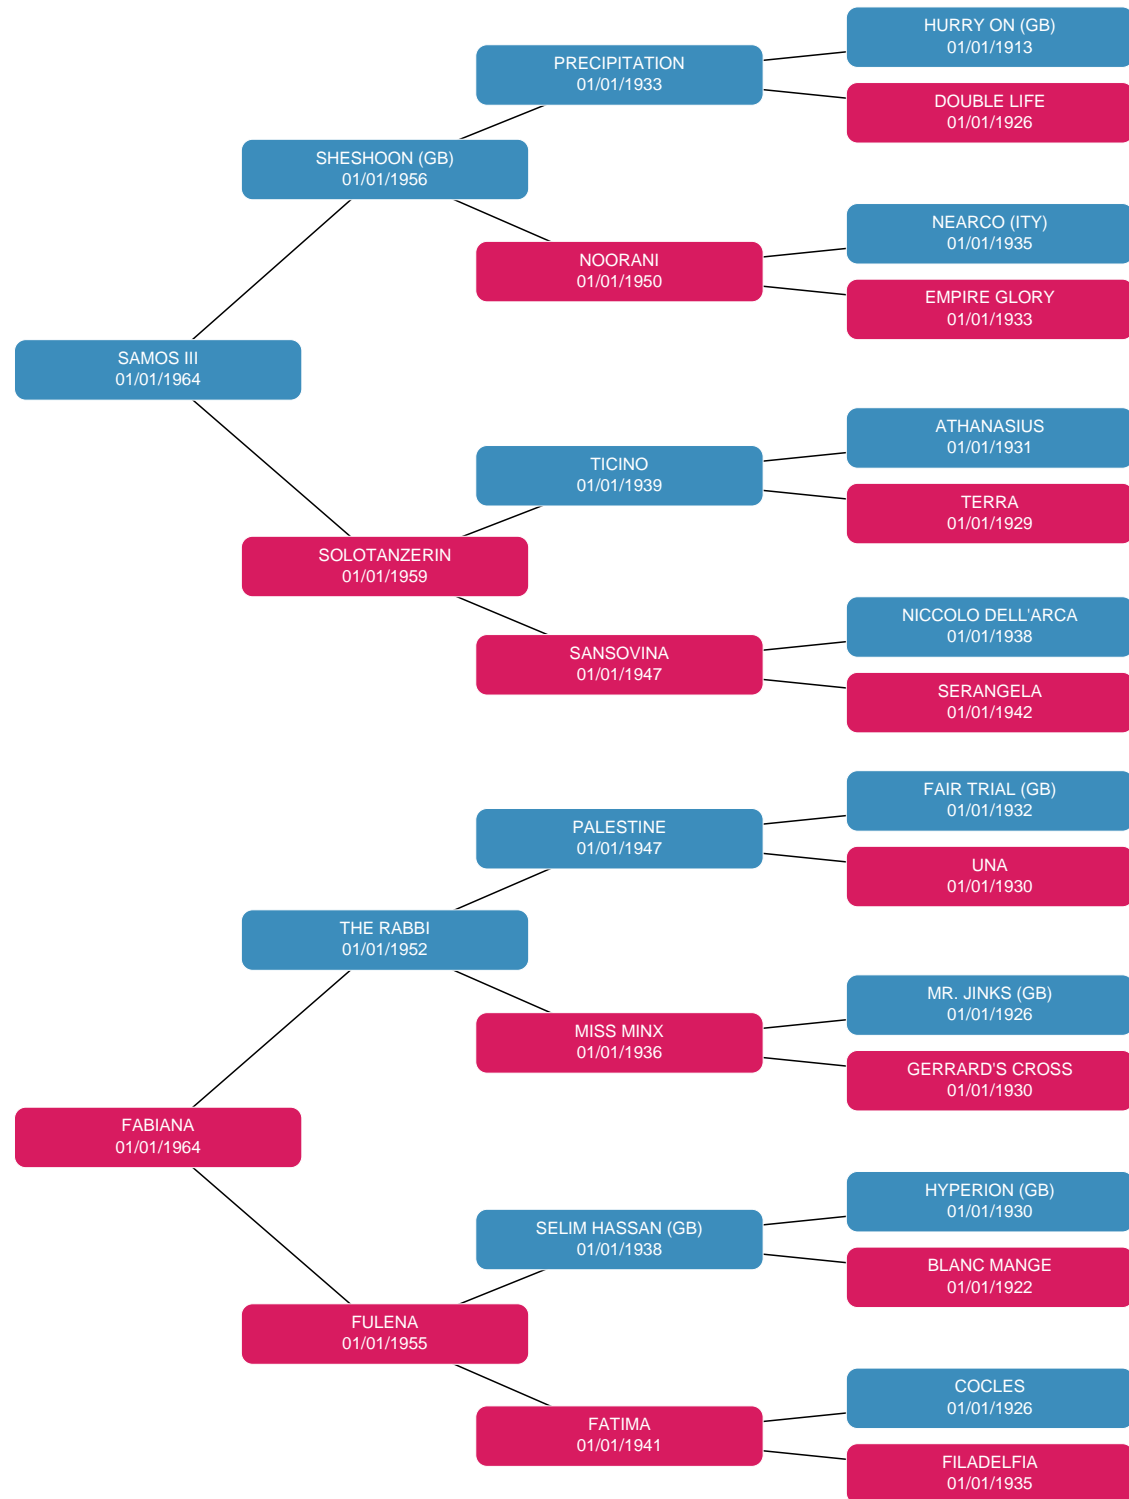 HURRY ON (GB)
01/01/1913
PRECIPITATION
01/01/1933
DOUBLE LIFE
01/01/1926
SHESHOON (GB)
01/01/1956
NEARCO (ITY)
01/01/1935
NOORANI
01/01/1950
EMPIRE GLORY
01/01/1933
SAMOS III
01/01/1964
ATHANASIUS
01/01/1931
TICINO
01/01/1939
TERRA
01/01/1929
SOLOTANZERIN
01/01/1959
NICCOLO DELL'ARCA
01/01/1938
SANSOVINA
01/01/1947
SERANGELA
01/01/1942
FAIR TRIAL (GB)
01/01/1932
PALESTINE
01/01/1947
UNA
01/01/1930
THE RABBI
01/01/1952
MR. JINKS (GB)
01/01/1926
MISS MINX
01/01/1936
GERRARD'S CROSS
01/01/1930
FABIANA
01/01/1964
HYPERION (GB)
01/01/1930
SELIM HASSAN (GB)
01/01/1938
BLANC MANGE
01/01/1922
FULENA
01/01/1955
COCLES
01/01/1926
FATIMA
01/01/1941
FILADELFIA
01/01/1935